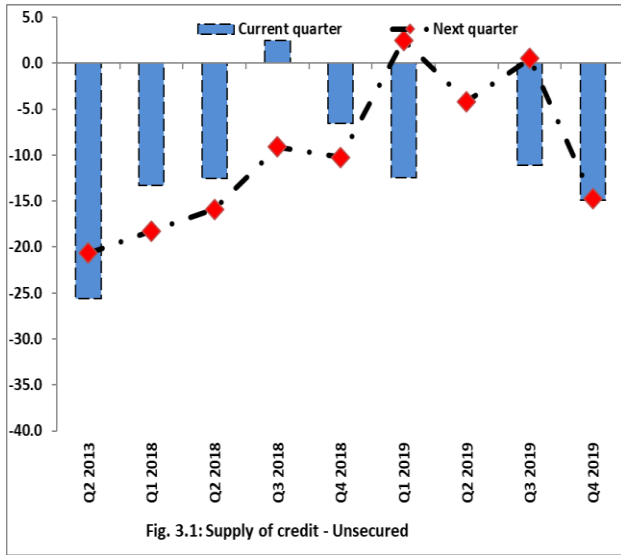 Current quarter
Next quarter
5.0
0.0
-5.0
-10.0
-15.0
-20.0
-25.0
-30.0
-35.0
-40.0
Q2 2013
Q1 2018
Q2 2018
Q3 2018
Q4 2018
Q1 2019
Q2 2019
Q3 2019
Q4 2019
Fig. 3.1: Supply of credit - Unsecured